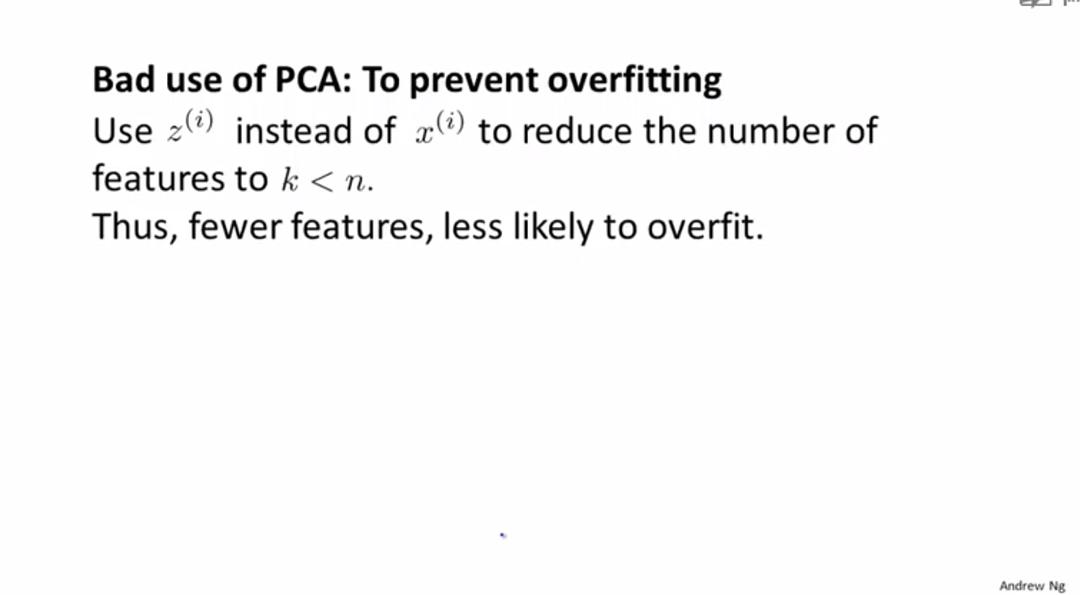 Bad use of PCA: To prevent overfitting
Use z^(i) instead of x^(i) to reduce the number of
features to k < n.
Thus, fewer features, less likely to overfit.
Andrew Ng